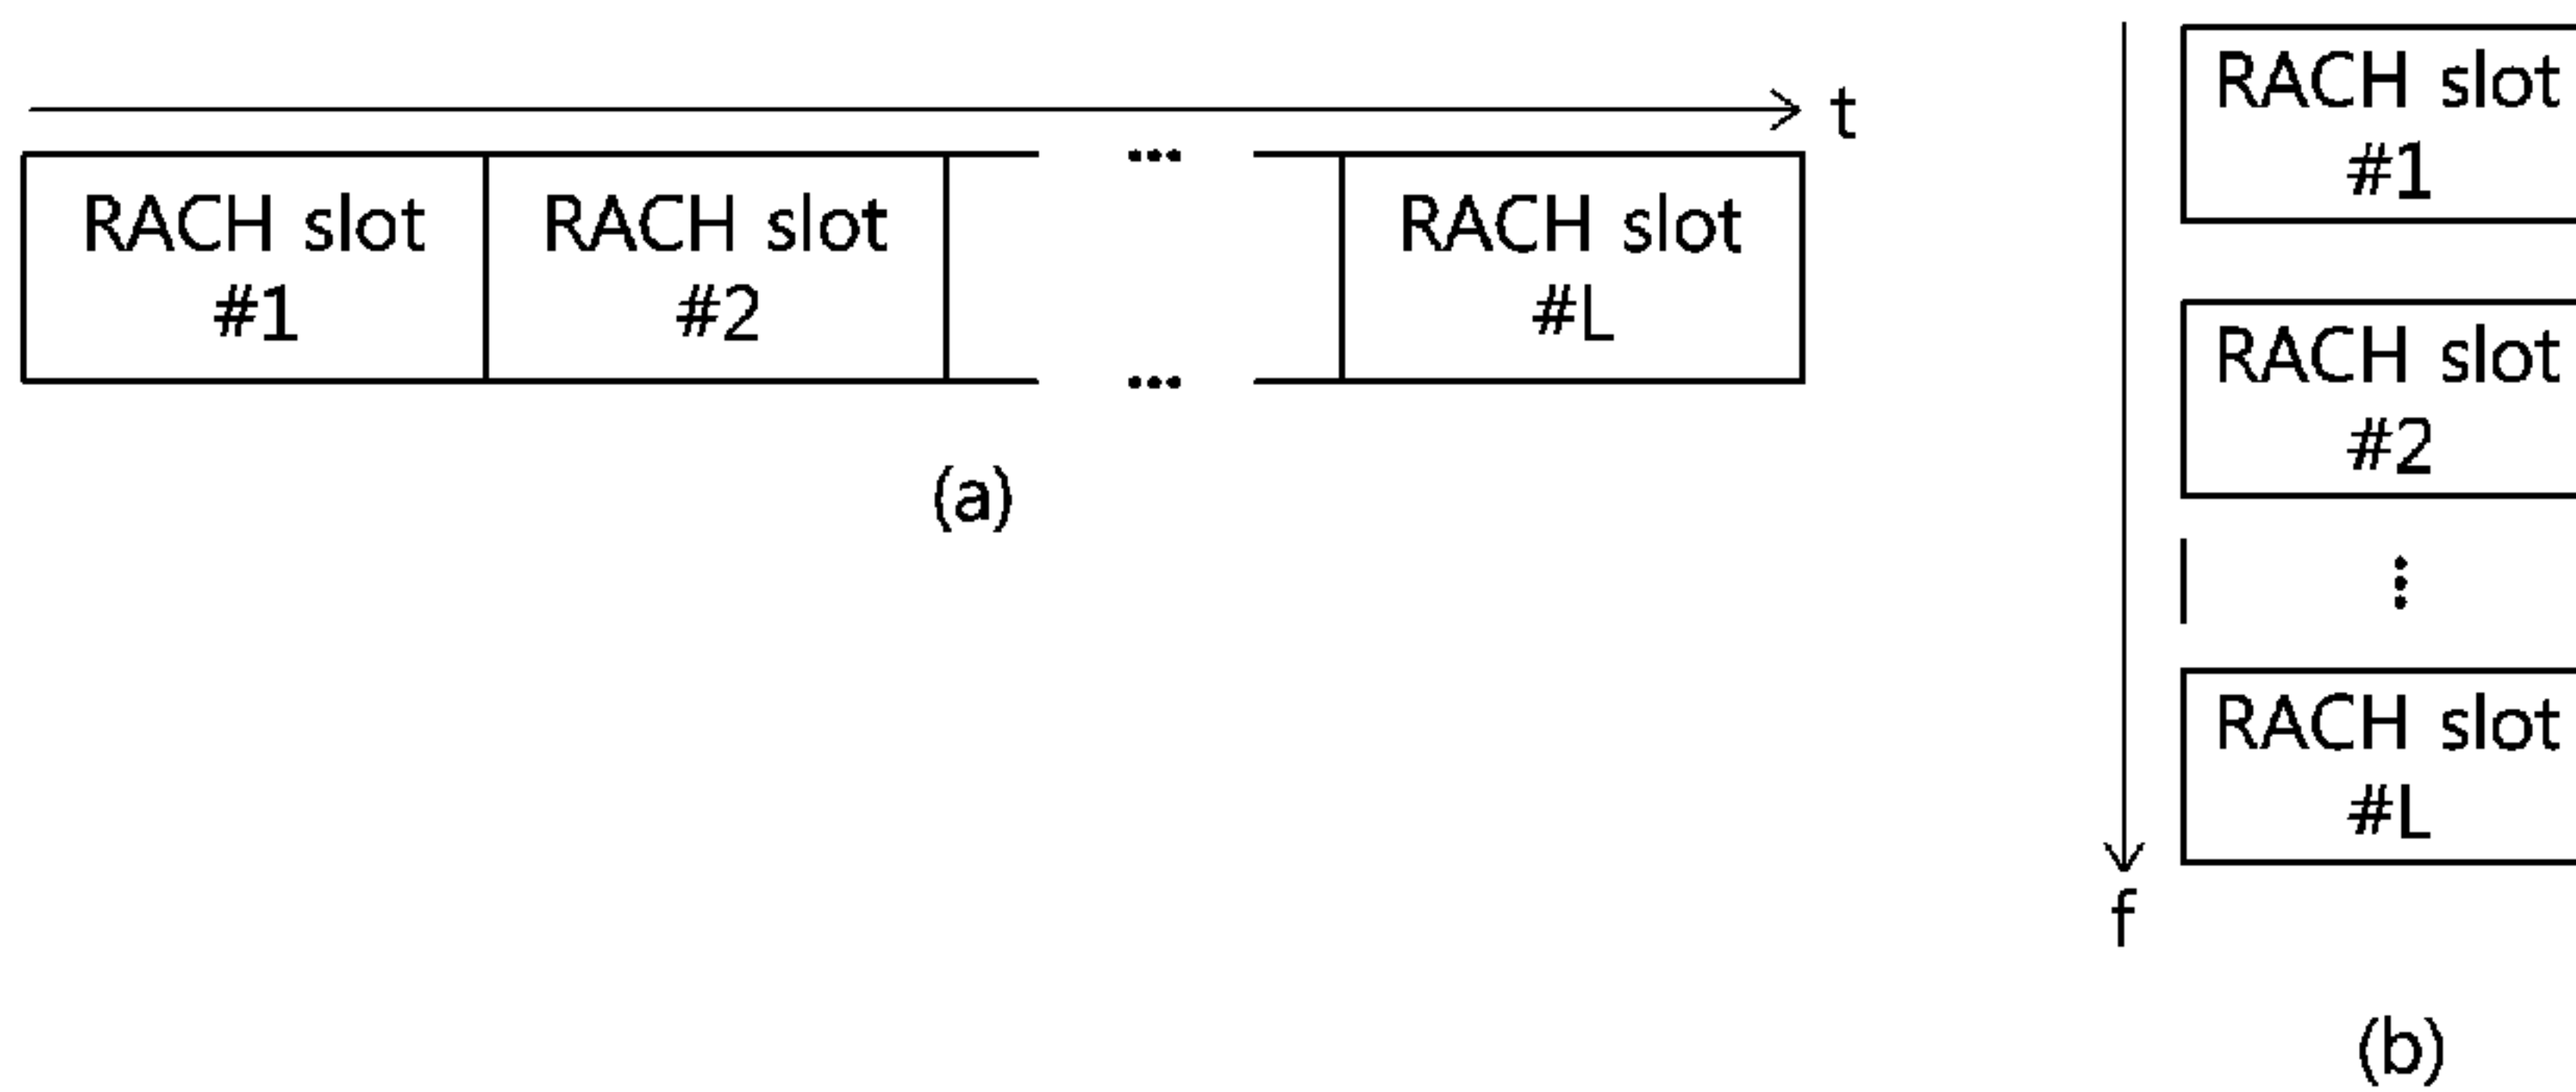 t
RACH slot
#1
RACH slot
#2
...
RACH slot
#L
...
(a)
RACH slot
#1
RACH slot
#2
⋮
RACH slot
#L
f
(b)